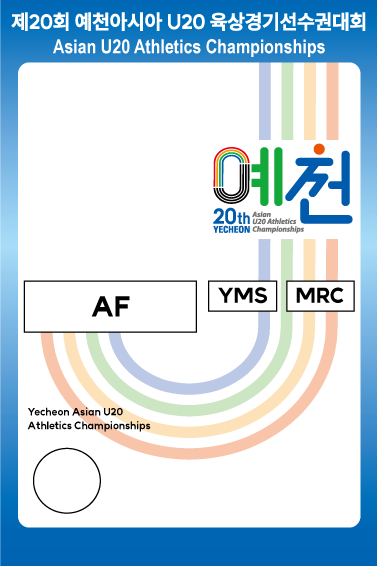 제20회 예천아시아 U20 육상경기선수권대회
Asian U20 Athletics Championships
예천
20th
YECHEON
Asian
U20 Athletics
Championships
AF
YMS
MRC
Yecheon Asian U20
Athletics Championships